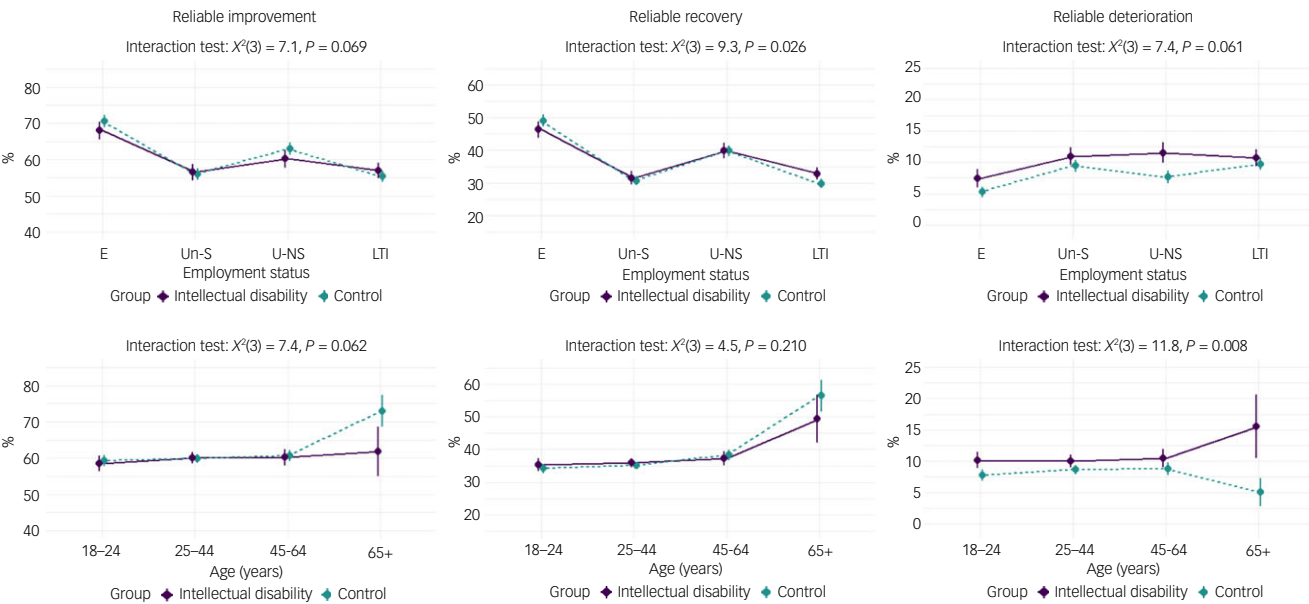 Reliable improvement
Interaction test: X²(3) = 7.1, P = 0.069
80
70
60
50
40
%
E Un-S U-NS LTI
Employment status
Group Intellectual disability Control
Reliable recovery
Interaction test: X²(3) = 9.3, P = 0.026
60
50
40
30
20
%
E Un-S U-NS LTI
Employment status
Group Intellectual disability Control
Reliable deterioration
Interaction test: X²(3) = 7.4, P = 0.061
25
20
15
10
5
0
%
E Un-S U-NS LTI
Employment status
Group Intellectual disability Control
Interaction test: X²(3) = 7.4, P = 0.062
80
70
60
50
40
%
18–24 25–44 45-64 65+
Age (years)
Group Intellectual disability Control
Interaction test: X²(3) = 4.5, P = 0.210
60
50
40
30
20
%
18–24 25–44 45-64 65+
Age (years)
Group Intellectual disability Control
Interaction test: X²(3) = 11.8, P = 0.008
25
20
15
10
5
0
%
18–24 25–44 45-64 65+
Age (years)
Group Intellectual disability Control